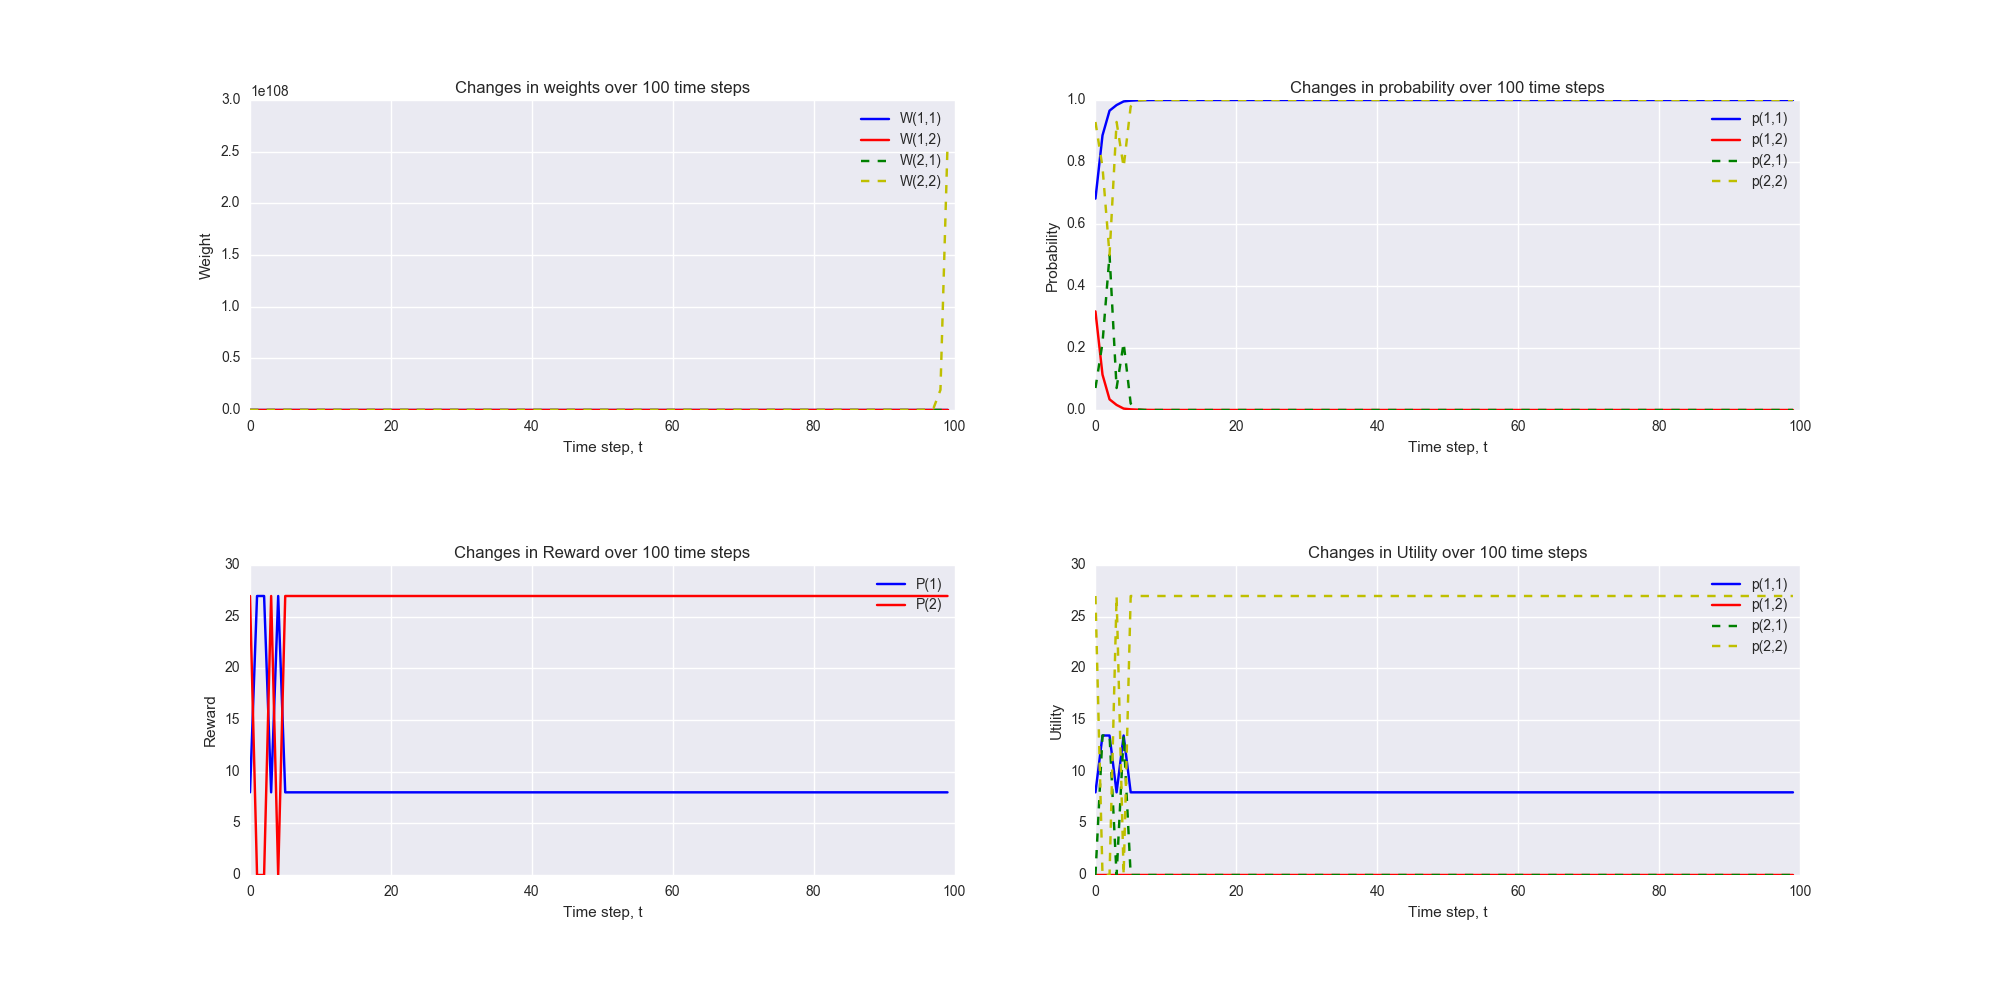 Changes in weights over 100 time steps
1e108
3.0
2.5
2.0
1.5
1.0
0.5
0.0
Weight
W(1,1)
W(1,2)
W(2,1)
W(2,2)
0 20 40 60 80 100
Time step, t
Changes in probability over 100 time steps
1.0
0.8
0.6
0.4
0.2
0.0
Probability
p(1,1)
p(1,2)
p(2,1)
p(2,2)
0 20 40 60 80 100
Time step, t
Changes in Reward over 100 time steps
30
25
20
15
10
5
0
Reward
P(1)
P(2)
0 20 40 60 80 100
Time step, t
Changes in Utility over 100 time steps
30
25
20
15
10
5
0
Utility
p(1,1)
p(1,2)
p(2,1)
p(2,2)
0 20 40 60 80 100
Time step, t